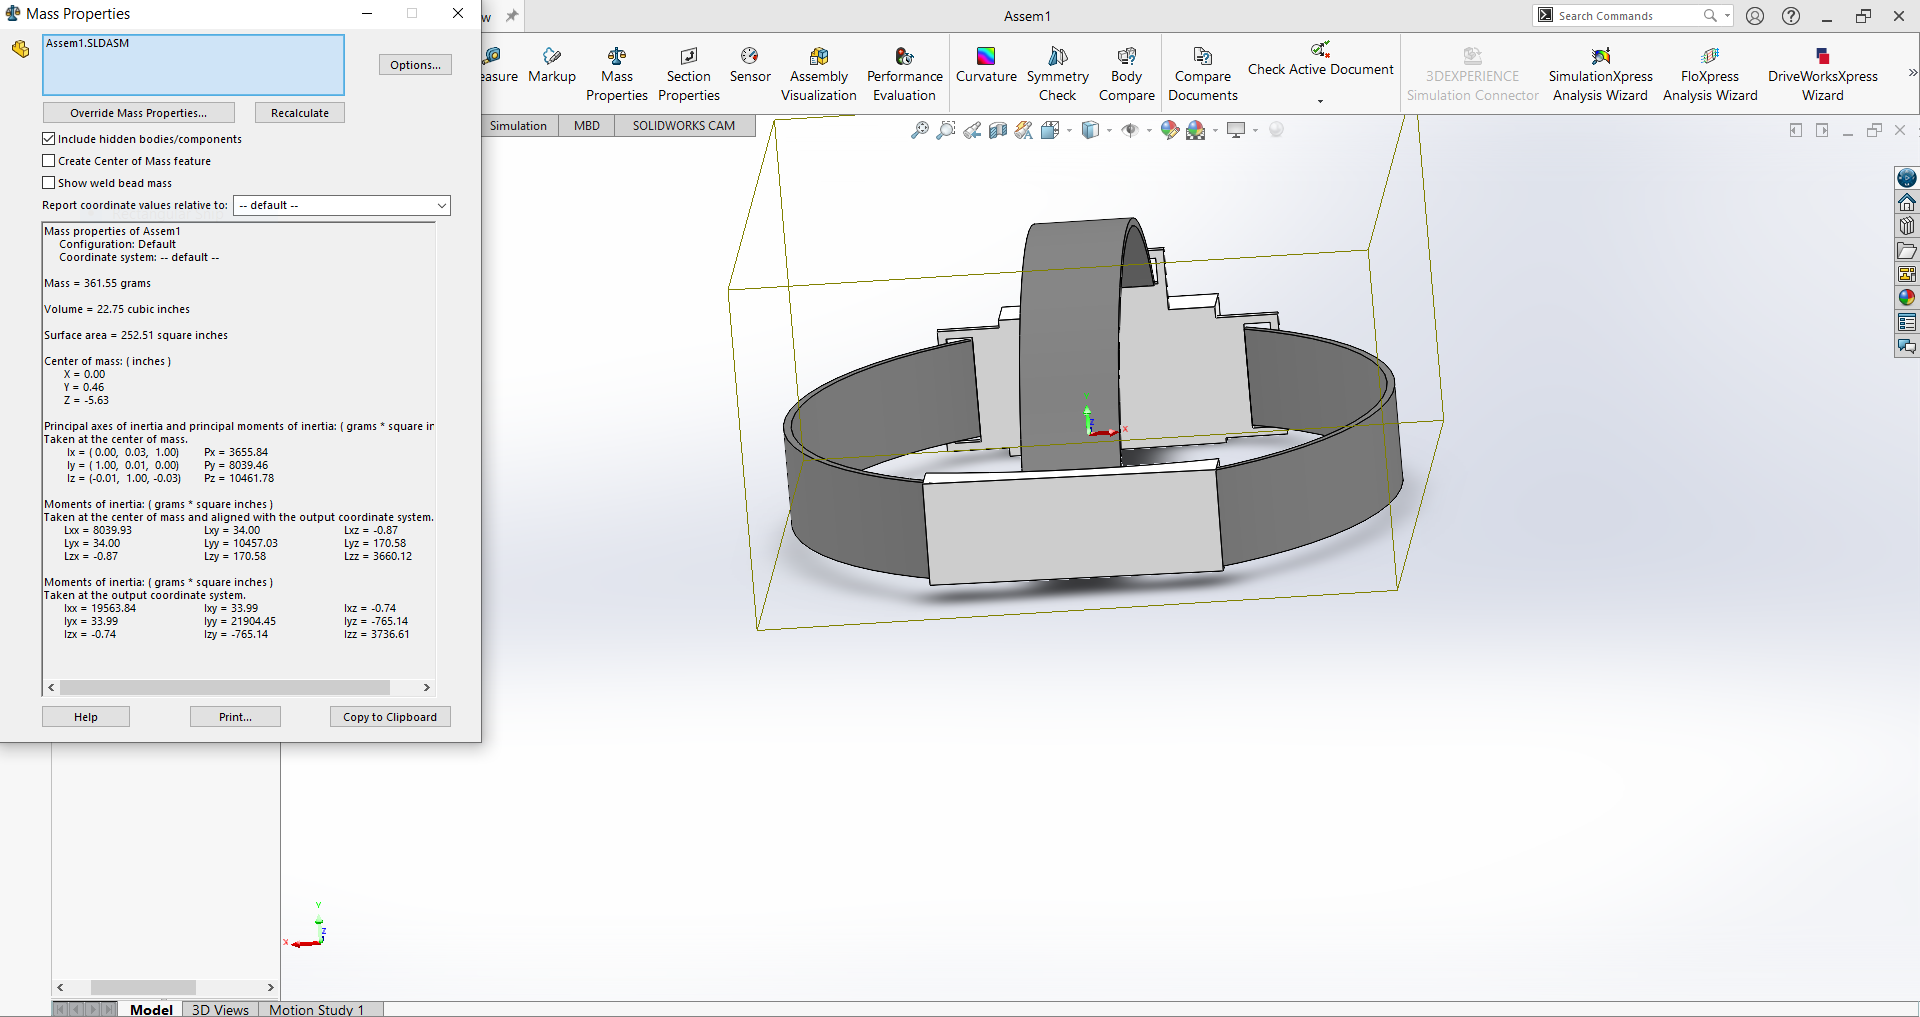 Mass Properties
w
Assem1
Search Commands
Assem1.SLDASM
Options...
Override Mass Properties...
Recalculate
Include hidden bodies/components
Create Center of Mass feature
Show weld bead mass
Report coordinate values relative to:
-- default --
Mass properties of Assem1
Configuration: Default
Coordinate system: -- default --
Mass = 361.55 grams
Volume = 22.75 cubic inches
Surface area = 252.51 square inches
Center of mass: ( inches )
X = 0.00
Y = 0.46
Z = -5.63
Principal axes of inertia and principal moments of inertia: ( grams * square in
Taken at the center of mass.
Ix = ( 0.00, 0.03, 1.00) Px = 3655.84
Iy = ( 1.00, 0.01, 0.00) Py = 8039.46
Iz = (-0.01, 1.00, -0.03) Pz = 10461.78
Moments of inertia: ( grams * square inches )
Taken at the center of mass and aligned with the output coordinate system.
Lxx = 8039.93 Lxy = 34.00 Lxz = -0.87
Lyx = 34.00 Lyy = 10457.03 Lyz = 170.58
Lzx = -0.87 Lzy = 170.58 Lzz = 3660.12
Moments of inertia: ( grams * square inches )
Taken at the output coordinate system.
Ixx = 19563.84 Ixy = 33.99 Ixz = -0.74
Iyx = 33.99 Iyy = 21904.45 Iyz = -765.14
Izx = -0.74 Izy = -765.14 Izz = 3736.61
Help
Print...
Copy to Clipboard
easure
Markup
Mass
Properties
Section
Properties
Sensor
Assembly
Visualization
Performance
Evaluation
Curvature
Symmetry
Check
Body
Compare
Compare
Documents
Check Active Document
3DEXPERIENCE
Simulation Connector
SimulationXpress
Analysis Wizard
FloXpress
Analysis Wizard
DriveWorksXpress
Wizard
Simulation
MBD
SOLIDWORKS CAM
Y
Z
X
Y
Z
X
Model
3D Views
Motion Study 1